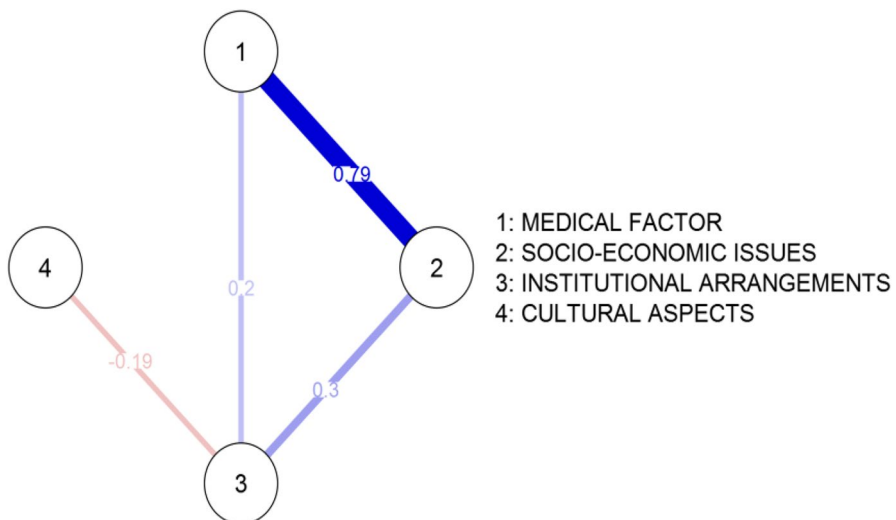 1
0.79
1: MEDICAL FACTOR
2: SOCIO-ECONOMIC ISSUES
3: INSTITUTIONAL ARRANGEMENTS
4: CULTURAL ASPECTS
4
2
0.2
-0.19
0.3
3